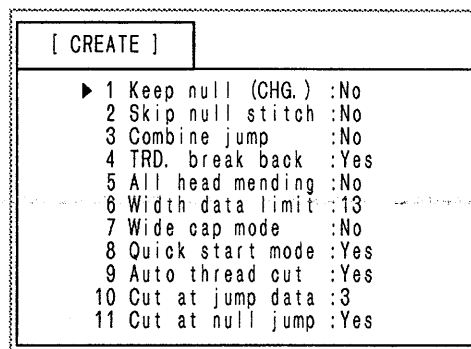 [ CREATE ]
▶ 1 Keep null (CHG.) :No
2 Skip null stitch :No
3 Combine jump :No
4 TRD. break back :Yes
5 All head mending :No
6 Width data limit :13
7 Wide cap mode :No
8 Quick start mode :Yes
9 Auto thread cut :Yes
10 Cut at jump data :3
11 Cut at null jump :Yes